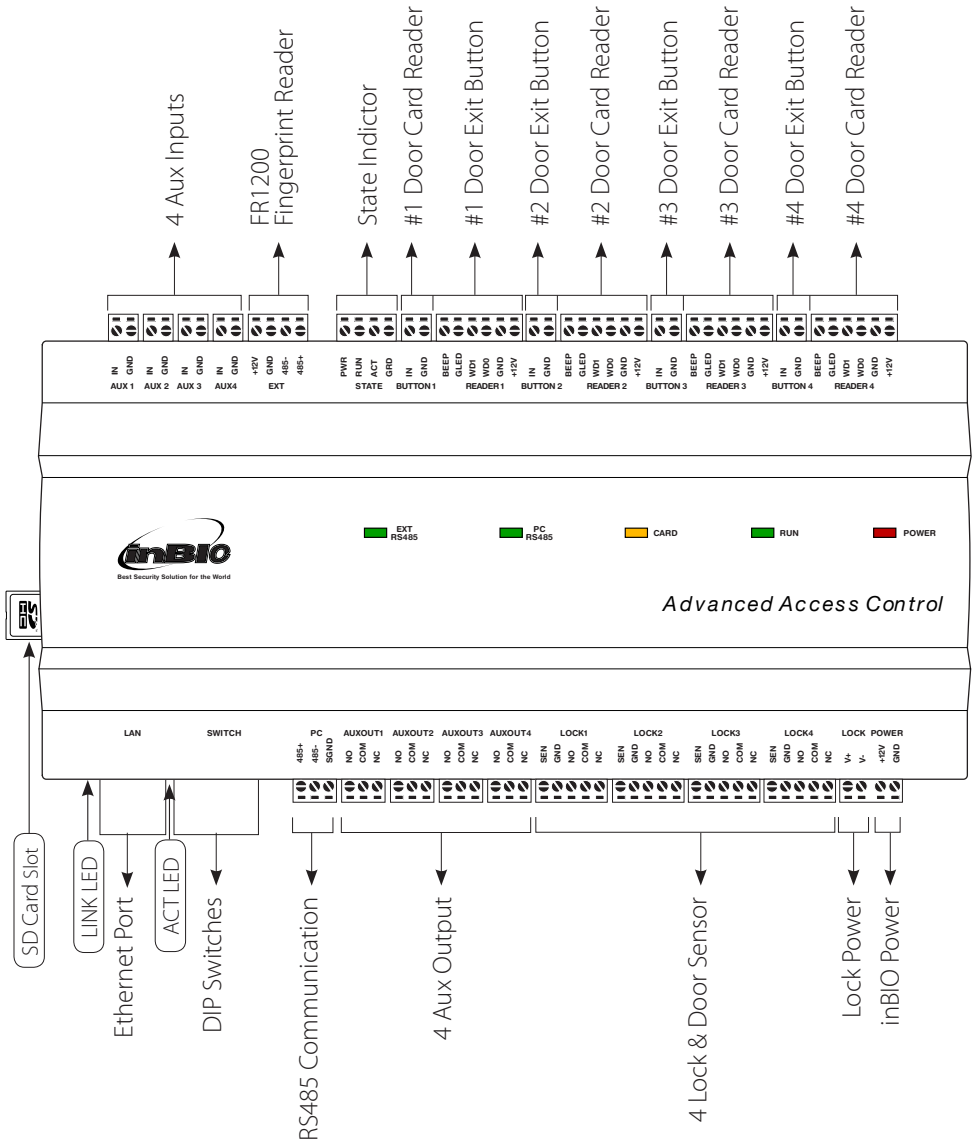 4 Aux Inputs
FR1200
Fingerprint Reader
State Indictor
#1 Door Card Reader
#1 Door Exit Button
#2 Door Exit Button
#2 Door Card Reader
#3 Door Exit Button
#3 Door Card Reader
#4 Door Exit Button
#4 Door Card Reader
IN
GND
AUX 1
IN
GND
AUX 2
IN
GND
AUX 3
IN
GND
AUX4
+12V
GND
485-
485+
EXT
PWR
RUN
ACT
GRD
STATE
IN
GND
BUTTON 1
BEEP
GLED
WD1
WD0
GND
+12V
READER1
IN
GND
BUTTON 2
BEEP
GLED
WD1
WD0
GND
+12V
READER 2
IN
GND
BUTTON 3
BEEP
GLED
WD1
WD0
GND
+12V
READER 3
IN
GND
BUTTON 4
BEEP
GLED
WD1
WD0
GND
+12V
READER 4
inBIO
Best Security Solution for the World
EXT
RS485
PC
RS485
CARD
RUN
POWER
Advanced Access Control
SD
HC
LAN
SWITCH
PC
485+
485-
SGND
AUXOUT1
NO
COM
NC
AUXOUT2
NO
COM
NC
AUXOUT3
NO
COM
NC
AUXOUT4
NO
COM
NC
LOCK1
SEN
GND
NO
COM
NC
LOCK2
SEN
GND
NO
COM
NC
LOCK3
SEN
GND
NO
COM
NC
LOCK4
SEN
GND
NO
COM
NC
LOCK
V+
V-
POWER
+12V
GND
SD Card Slot
LINK LED
Ethernet Port
ACT LED
DIP Switches
RS485 Communication
4 Aux Output
4 Lock & Door Sensor
Lock Power
inBIO Power